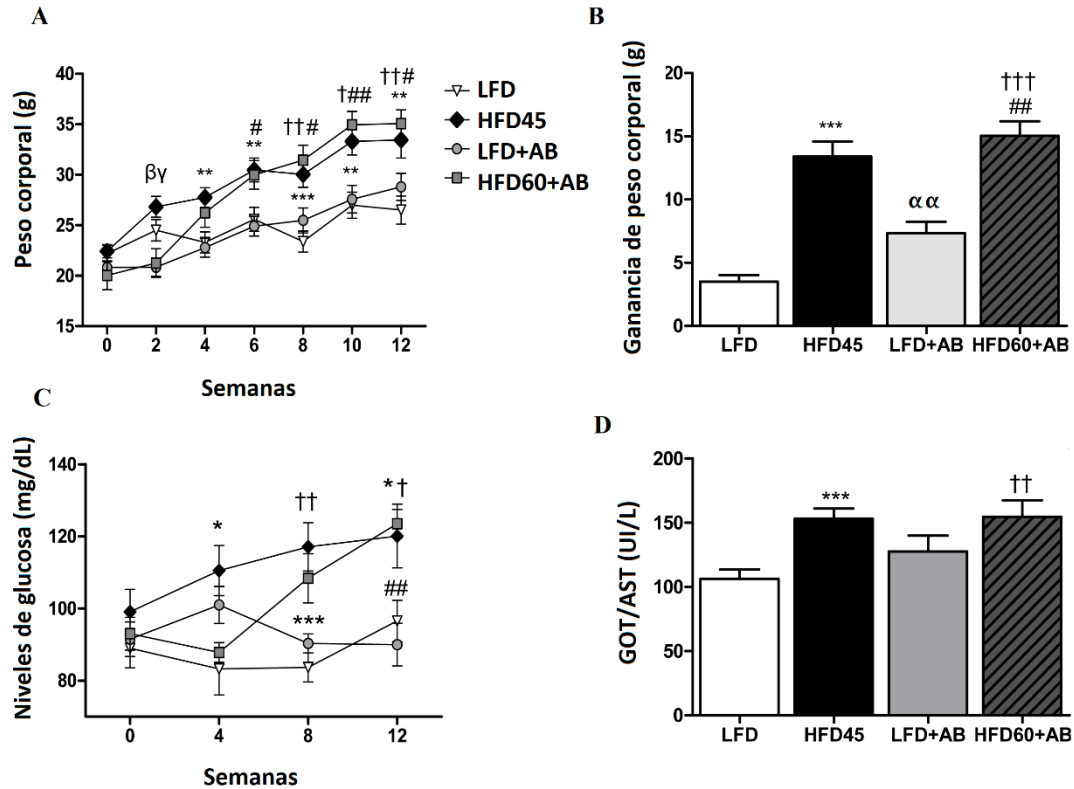 A
Peso corporal (g)
40
35
30
25
20
15
βγ
**
#
**
††#
***
†##
**
††#
**
0 2 4 6 8 10 12
Semanas
LFD
HFD45
LFD+AB
HFD60+AB
B
Ganancia de peso corporal (g)
20
15
10
5
0
***
αα
†††
##
LFD HFD45 LFD+AB HFD60+AB
C
Niveles de glucosa (mg/dL)
140
120
100
80
*
††
***
*†
##
0 4 8 12
Semanas
D
GOT/AST (UI/L)
200
150
100
50
0
***
††
LFD HFD45 LFD+AB HFD60+AB